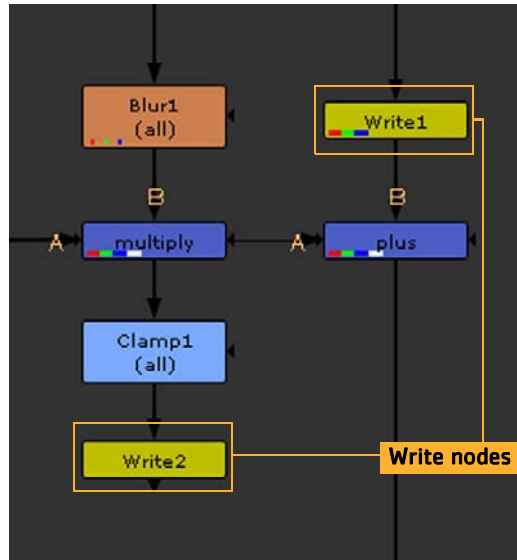 Blur1
(all)
Write1
B
B
A
multiply
A
plus
Clamp1
(all)
Write2
Write nodes